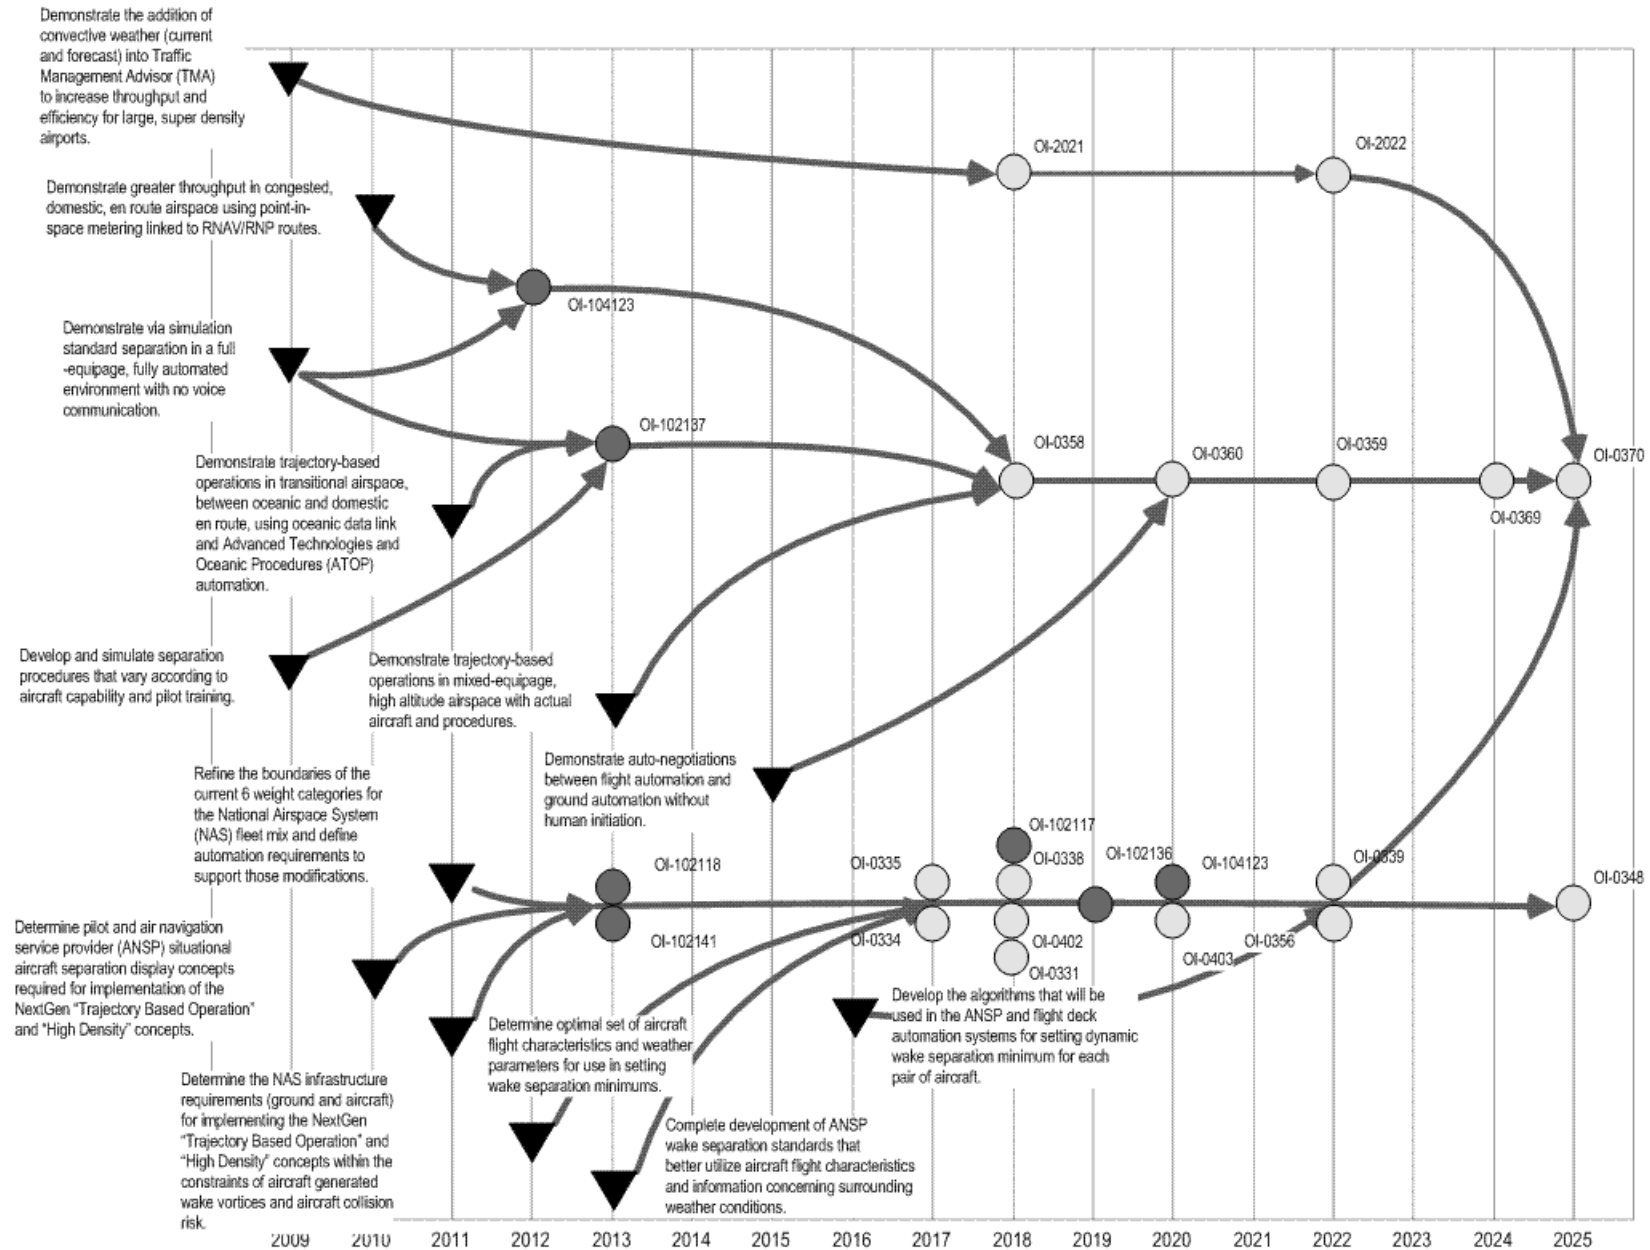 Demonstrate the addition of
convective weather (current
and forecast) into Traffic
Management Advisor (TMA)
to increase throughput and
efficiency for large, super density
airports.
OI-2021
OI-2022
Demonstrate greater throughput in congested,
domestic, en route airspace using point-in-
space metering linked to RNAV/RNP routes.
OI-104123
Demonstrate via simulation
standard separation in a full
-equipage, fully automated
environment with no voice
communication.
OI-102137
OI-0358
OI-0360
OI-0359
OI-0370
OI-0369
Demonstrate trajectory-based
operations in transitional airspace,
between oceanic and domestic
en route, using oceanic data link
and Advanced Technologies and
Oceanic Procedures (ATOP)
automation.
Develop and simulate separation
procedures that vary according to
aircraft capability and pilot training.
Demonstrate trajectory-based
operations in mixed-equipage,
high altitude airspace with actual
aircraft and procedures.
Demonstrate auto-negotiations
between flight automation and
ground automation without
human initiation.
Refine the boundaries of the
current 6 weight categories for
the National Airspace System
(NAS) fleet mix and define
automation requirements to
support those modifications.
OI-102118
OI-102141
OI-0335
OI-0334
OI-102117
OI-0338
OI-0402
OI-0331
OI-102136
OI-104123
OI-0339
OI-0356
OI-0403
OI-0348
Determine pilot and air navigation
service provider (ANSP) situational
aircraft separation display concepts
required for implementation of the
NextGen “Trajectory Based Operation”
and “High Density” concepts.
Determine optimal set of aircraft
flight characteristics and weather
parameters for use in setting
wake separation minimums.
Develop the algorithms that will be
used in the ANSP and flight deck
automation systems for setting dynamic
wake separation minimum for each
pair of aircraft.
Determine the NAS infrastructure
requirements (ground and aircraft)
for implementing the NextGen
“Trajectory Based Operation” and
“High Density” concepts within the
constraints of aircraft generated
wake vortices and aircraft collision
risk.
Complete development of ANSP
wake separation standards that
better utilize aircraft flight characteristics
and information concerning surrounding
weather conditions.
2009 2010 2011 2012 2013 2014 2015 2016 2017 2018 2019 2020 2021 2022 2023 2024 2025